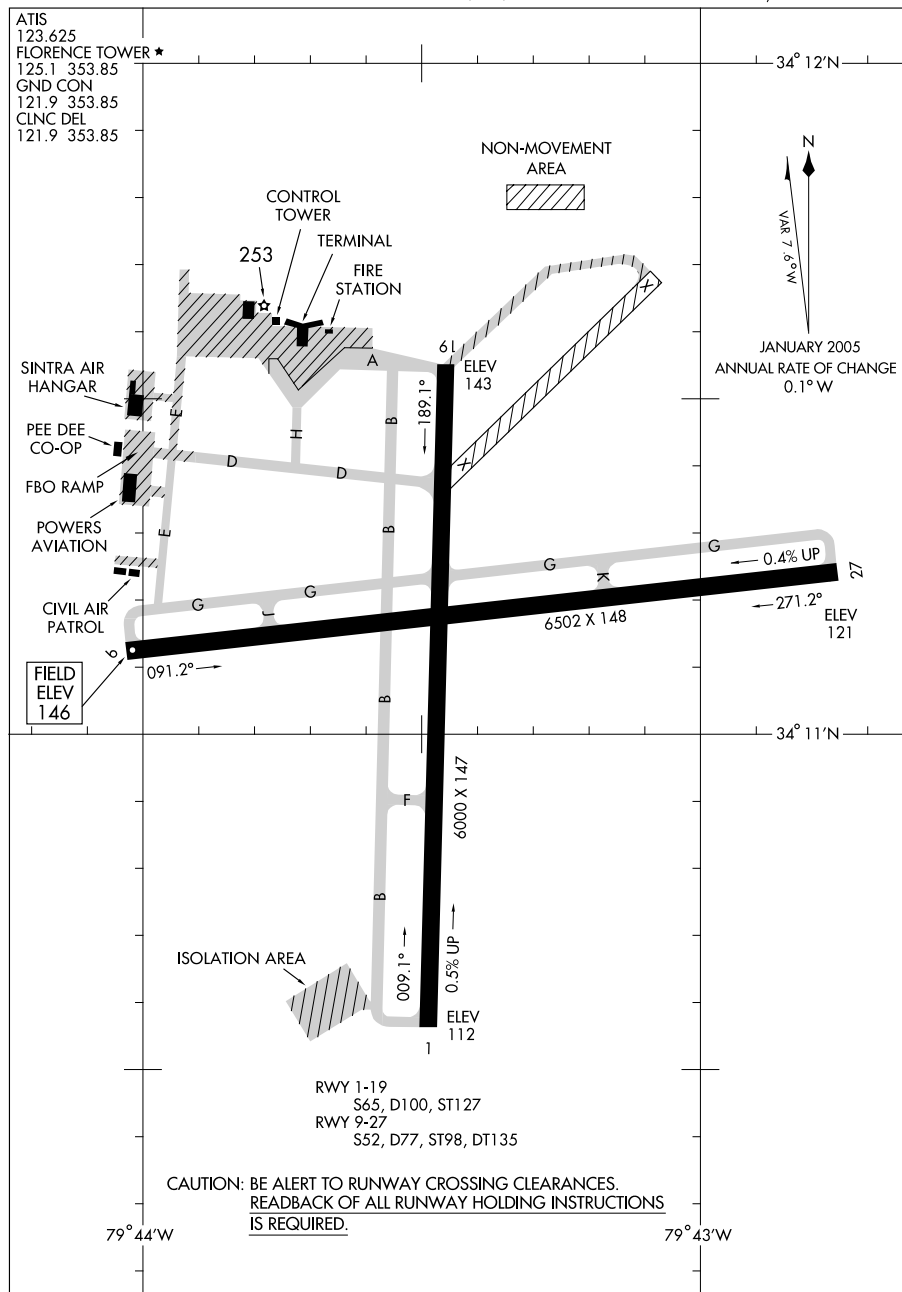 ATIS
123.625
FLORENCE TOWER ★
125.1 353.85
GND CON
121.9 353.85
CLNC DEL
121.9 353.85
34°12'N
NON-MOVEMENT
AREA
N
VAR 7.6°W
JANUARY 2005
ANNUAL RATE OF CHANGE
0.1° W
CONTROL
TOWER
253
TERMINAL
FIRE
STATION
SINTRA AIR
HANGAR
PEE DEE
CO-OP
FBO RAMP
POWERS
AVIATION
CIVIL AIR
PATROL
A
19
ELEV
143
X
189.1°
B
E
H
D
D
X
B
E
G
G
J
G
G
K
0.4% UP
27
271.2°
ELEV
121
6502 X 148
9
091.2°
FIELD
ELEV
146
B
34°11'N
6000 X 147
F
B
009.1°
0.5% UP
ISOLATION AREA
ELEV
112
1
RWY 1-19
S65, D100, ST127
RWY 9-27
S52, D77, ST98, DT135
CAUTION: BE ALERT TO RUNWAY CROSSING CLEARANCES.
READBACK OF ALL RUNWAY HOLDING INSTRUCTIONS
IS REQUIRED.
79°44'W
79°43'W